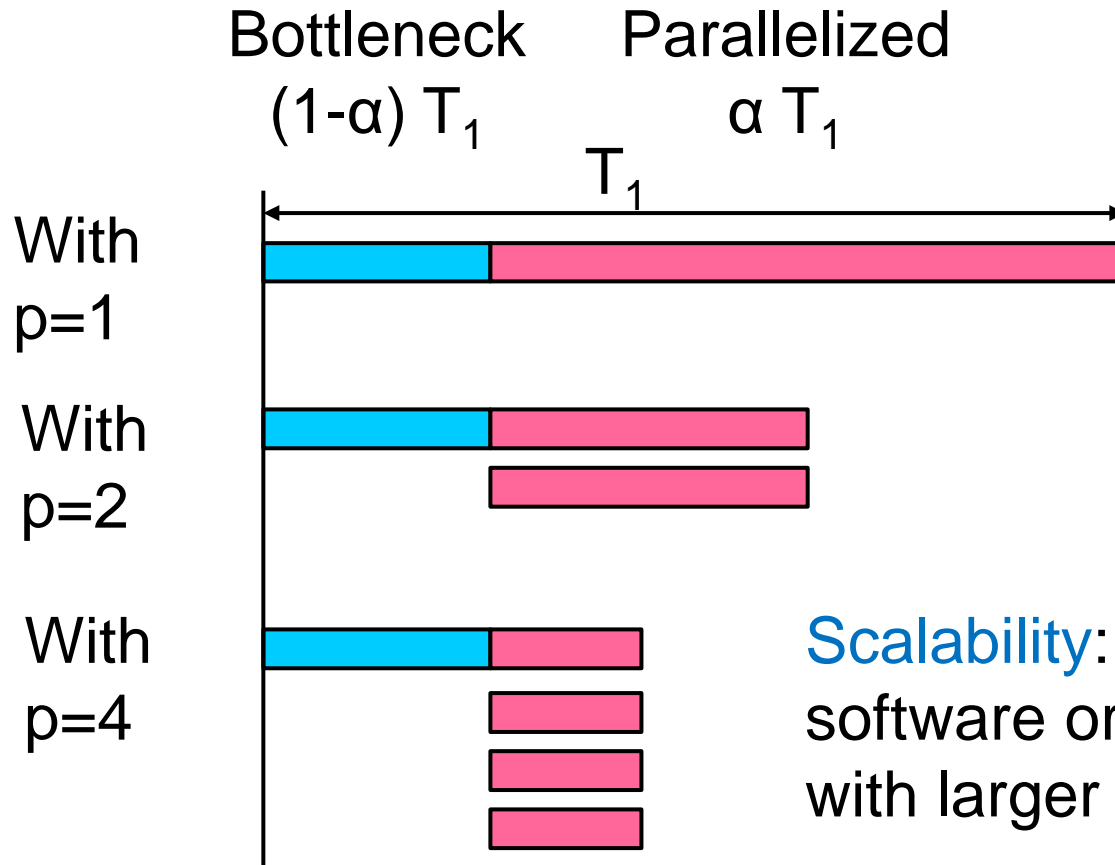 Bottleneck Parallelized
(1-α) T₁ α T₁
T₁
With
p=1
With
p=2
With
p=4
Scalability:
software or
with larger